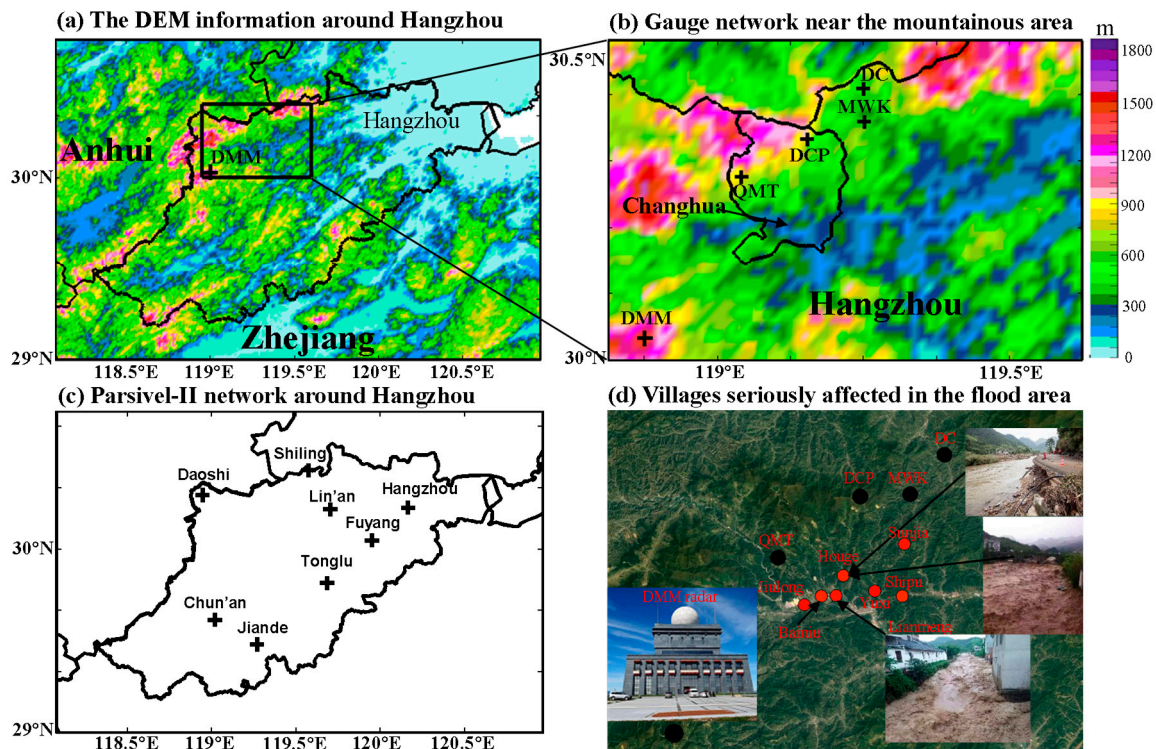 (a) The DEM information around Hangzhou
(b) Gauge network near the mountainous area
m
30°N
29°N
118.5°E
119°E
119.5°E
120°E
120.5°E
Anhui
Hangzhou
DMM
Zhejiang
30.5°N
30°N
119°E
119.5°E
DC
MWK
DCP
QMT
Changhua
Hangzhou
DMM
1800
1500
1200
900
600
300
0
(c) Parsivel-II network around Hangzhou
(d) Villages seriously affected in the flood area
30°N
29°N
118.5°E
119°E
119.5°E
120°E
120.5°E
Shiling
Daoshi
Lin'an
Hangzhou
Fuyang
Tonglu
Chun'an
Jiande
DC
DCP
MWK
QMT
Sunjia
Shipu
DMM radar